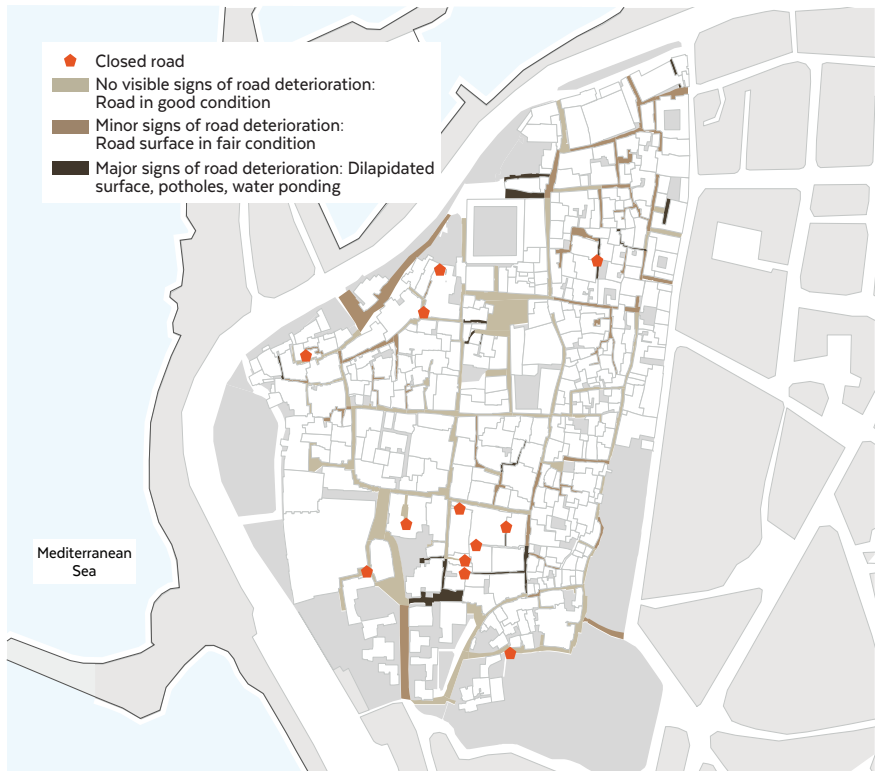 Closed road
No visible signs of road deterioration:
Road in good condition
Minor signs of road deterioration:
Road surface in fair condition
Major signs of road deterioration: Dilapidated
surface, potholes, water ponding
Mediterranean
Sea